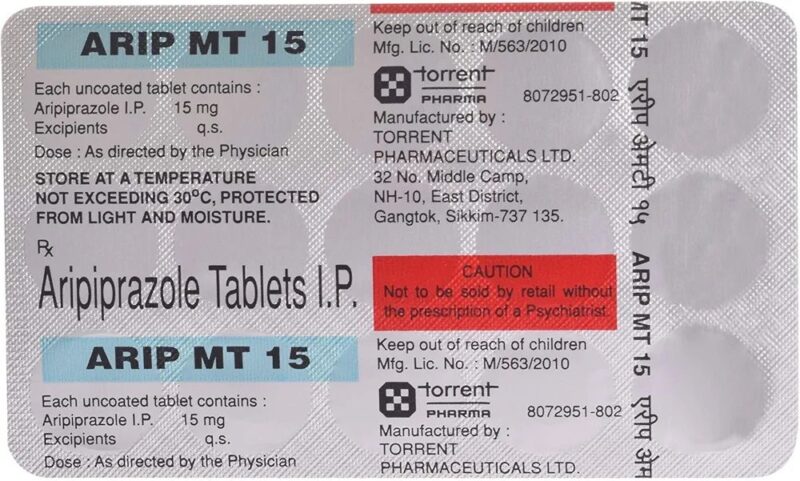 ARIP MT 15
Each uncoated tablet contains :
Aripiprazole I.P. 15 mg
Excipients q.s.
Dose : As directed by the Physician
STORE AT A TEMPERATURE
NOT EXCEEDING 30°C, PROTECTED
FROM LIGHT AND MOISTURE.
Rx
Aripiprazole Tablets I.P.
ARIP MT 15
Each uncoated tablet contains :
Aripiprazole I.P. 15 mg
Excipients q.s.
Dose : As directed by the Physician
Keep out of reach of children
Mfg. Lic. No. : M/563/2010
torrent
PHARMA 8072951-802
Manufactured by :
TORRENT
PHARMACEUTICALS LTD.
32 No. Middle Camp,
NH-10, East District,
Gangtok, Sikkim-737 135.
CAUTION
Not to be sold by retail without
the prescription of a Psychiatrist.
Keep out of reach of children
Mfg. Lic. No. : M/563/2010
torrent
PHARMA 8072951-802
Manufactured by :
TORRENT
PHARMACEUTICALS LTD.
MT 15 एरीप एमटी १५ ARIP MT 15 एरीप